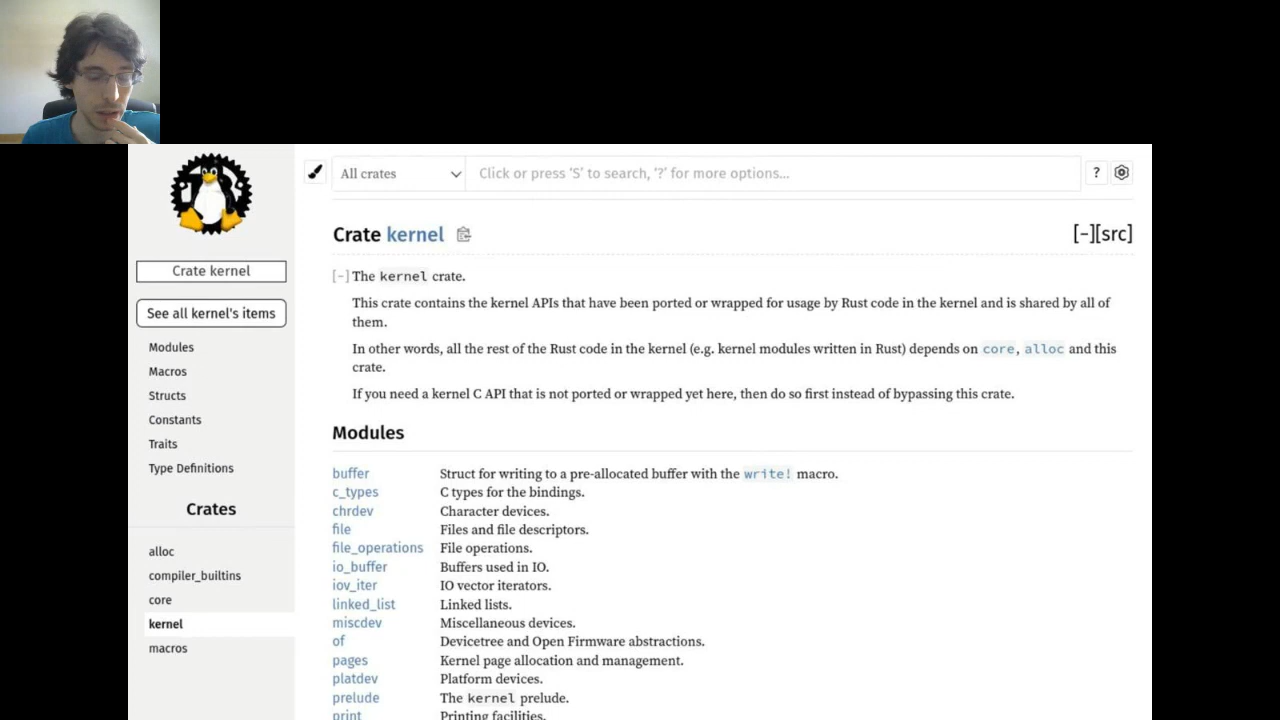 All crates
Click or press ‘S’ to search, ‘?’ for more options…
?
Crate kernel
[-][src]
Crate kernel
See all kernel's items
Modules
Macros
Structs
Constants
Traits
Type Definitions
Crates
alloc
compiler_builtins
core
kernel
macros
[-] The kernel crate.
This crate contains the kernel APIs that have been ported or wrapped for usage by Rust code in the kernel and is shared by all of
them.
In other words, all the rest of the Rust code in the kernel (e.g. kernel modules written in Rust) depends on core, alloc and this
crate.
If you need a kernel C API that is not ported or wrapped yet here, then do so first instead of bypassing this crate.
Modules
buffer Struct for writing to a pre-allocated buffer with the write! macro.
c_types C types for the bindings.
chrdev Character devices.
file Files and file descriptors.
file_operations File operations.
io_buffer Buffers used in IO.
iov_iter IO vector iterators.
linked_list Linked lists.
miscdev Miscellaneous devices.
of Devicetree and Open Firmware abstractions.
pages Kernel page allocation and management.
platdev Platform devices.
prelude The kernel prelude.
print Printing facilities.